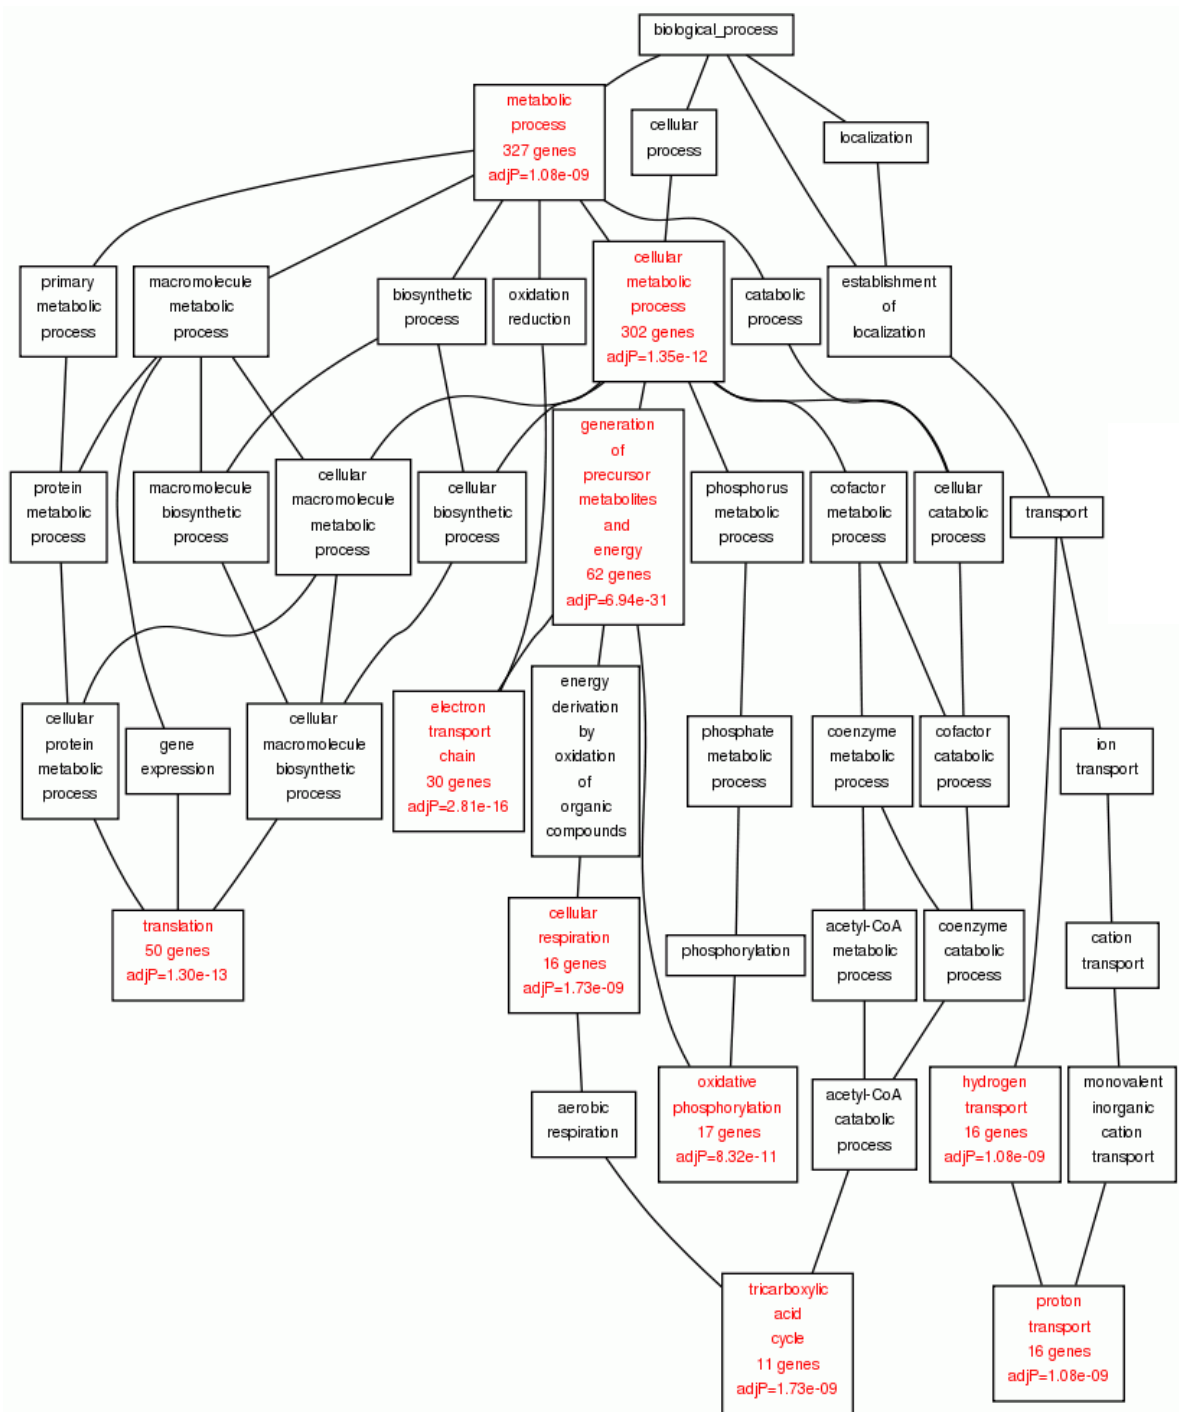 biological_process
metabolic
process
327 genes
adjP=1.08e-09
cellular
process
localization
primary
metabolic
process
macromolecule
metabolic
process
biosynthetic
process
oxidation
reduction
cellular
metabolic
process
302 genes
adjP=1.35e-12
catabolic
process
establishment
of
localization
protein
metabolic
process
macromolecule
biosynthetic
process
cellular
macromolecule
metabolic
process
cellular
biosynthetic
process
generation
of
precursor
metabolites
and
energy
62 genes
adjP=6.94e-31
phosphorus
metabolic
process
cofactor
metabolic
process
cellular
catabolic
process
transport
cellular
protein
metabolic
process
gene
expression
cellular
macromolecule
biosynthetic
process
electron
transport
chain
30 genes
adjP=2.81e-16
energy
derivation
by
oxidation
of
organic
compounds
phosphate
metabolic
process
coenzyme
metabolic
process
cofactor
catabolic
process
ion
transport
translation
50 genes
adjP=1.30e-13
cellular
respiration
16 genes
adjP=1.73e-09
phosphorylation
acetyl-CoA
metabolic
process
coenzyme
catabolic
process
cation
transport
aerobic
respiration
oxidative
phosphorylation
17 genes
adjP=8.32e-11
acetyl-CoA
catabolic
process
hydrogen
transport
16 genes
adjP=1.08e-09
monovalent
inorganic
cation
transport
tricarboxylic
acid
cycle
11 genes
adjP=1.73e-09
proton
transport
16 genes
adjP=1.08e-09